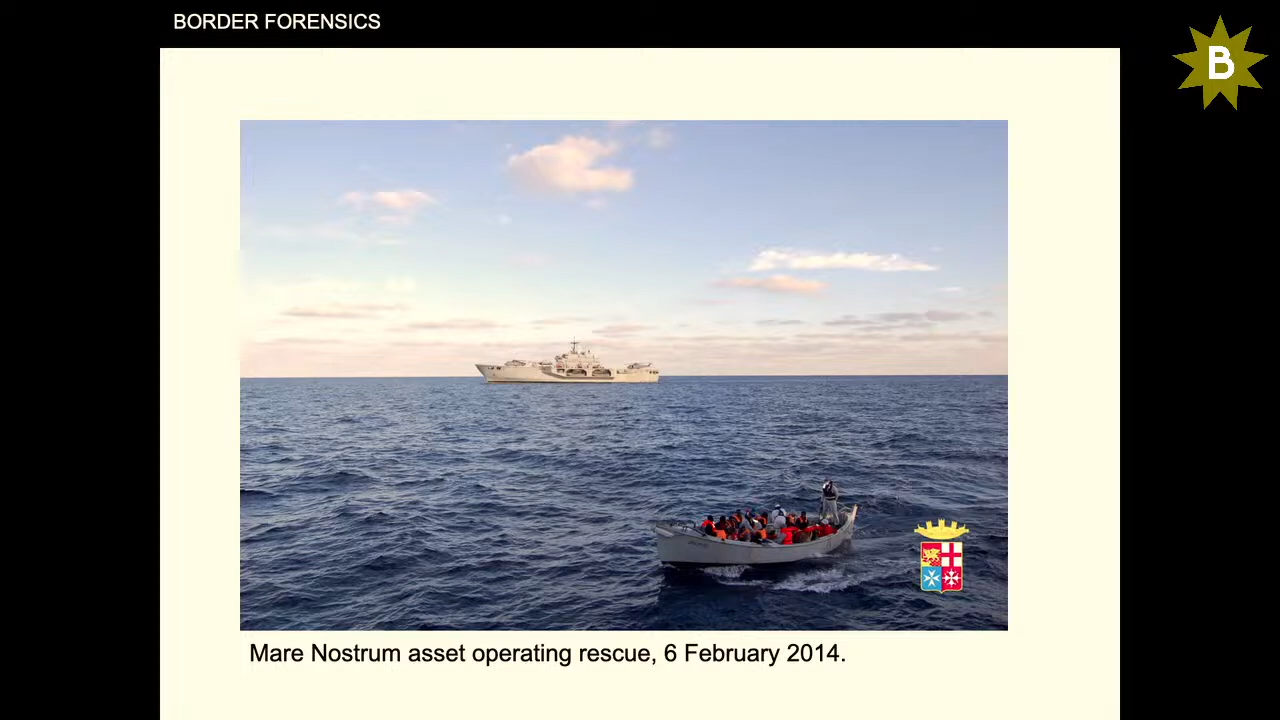 BORDER FORENSICS
B
Mare Nostrum asset operating rescue, 6 February 2014.